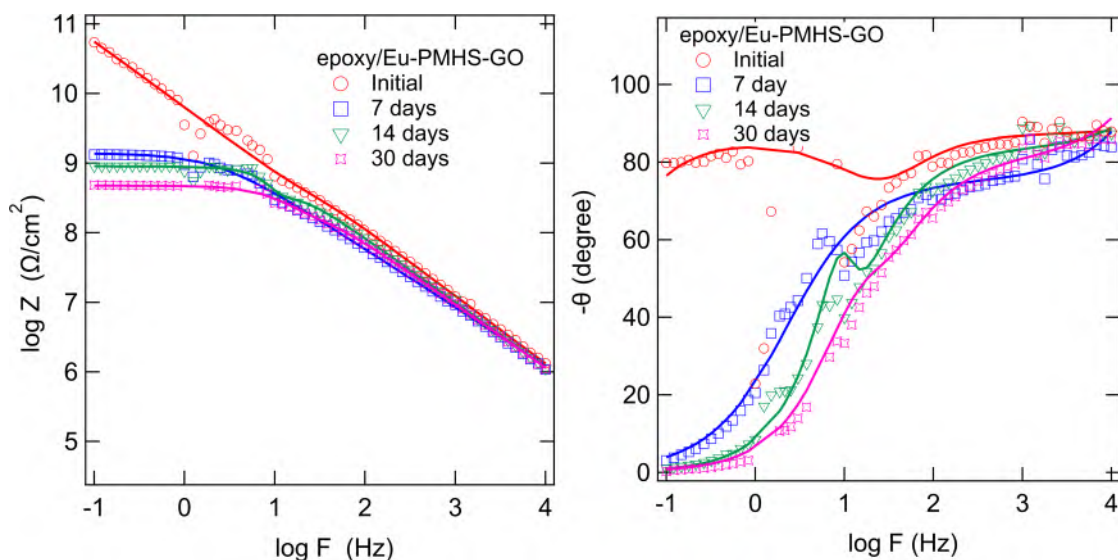 11
10
9
8
7
6
5
log Z (Ω/cm²)
-1
0
1
2
3
4
log F (Hz)
epoxy/Eu-PMHS-GO
Initial
7 days
14 days
30 days
100
80
60
40
20
0
-θ (degree)
-1
0
1
2
3
4
log F (Hz)
epoxy/Eu-PMHS-GO
Initial
7 day
14 days
30 days